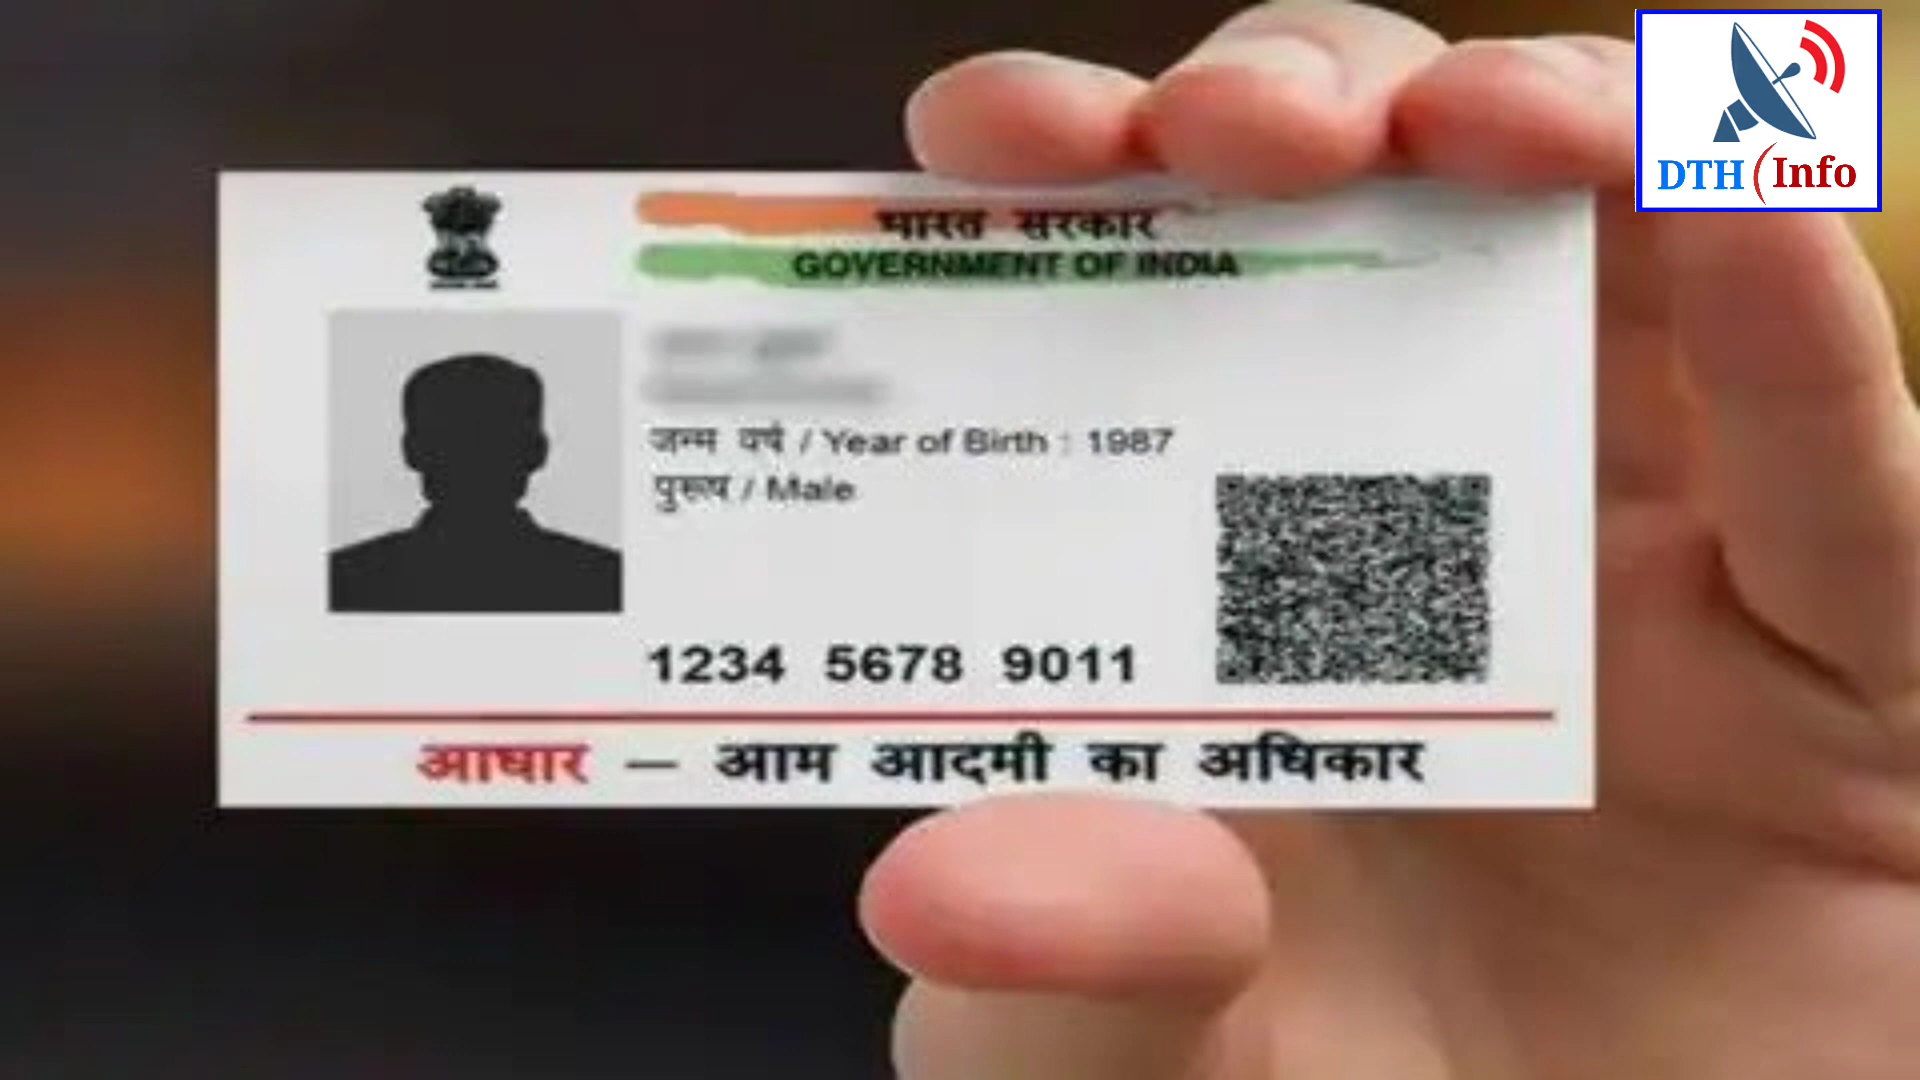 भारत सरकार
GOVERNMENT OF INDIA
जन्म वर्ष / Year of Birth : 1987
पुरूष / Male
1234 5678 9011
आधार — आम आदमी का अधिकार
DTH Info